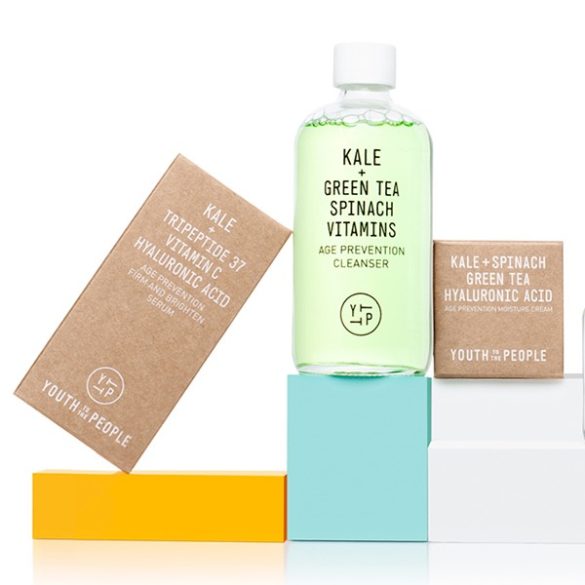 KALE
+
TRIPEPTIDE 37
VITAMIN C
HYALURONIC ACID
AGE PREVENTION
FIRM AND BRIGHTEN
SERUM
YTTP
YOUTH TO THE PEOPLE
KALE
+
GREEN TEA
SPINACH
VITAMINS
AGE PREVENTION
CLEANSER
YTTP
KALE + SPINACH
GREEN TEA
HYALURONIC ACID
AGE PREVENTION MOISTURE CREAM
YOUTH TO THE PEOPLE